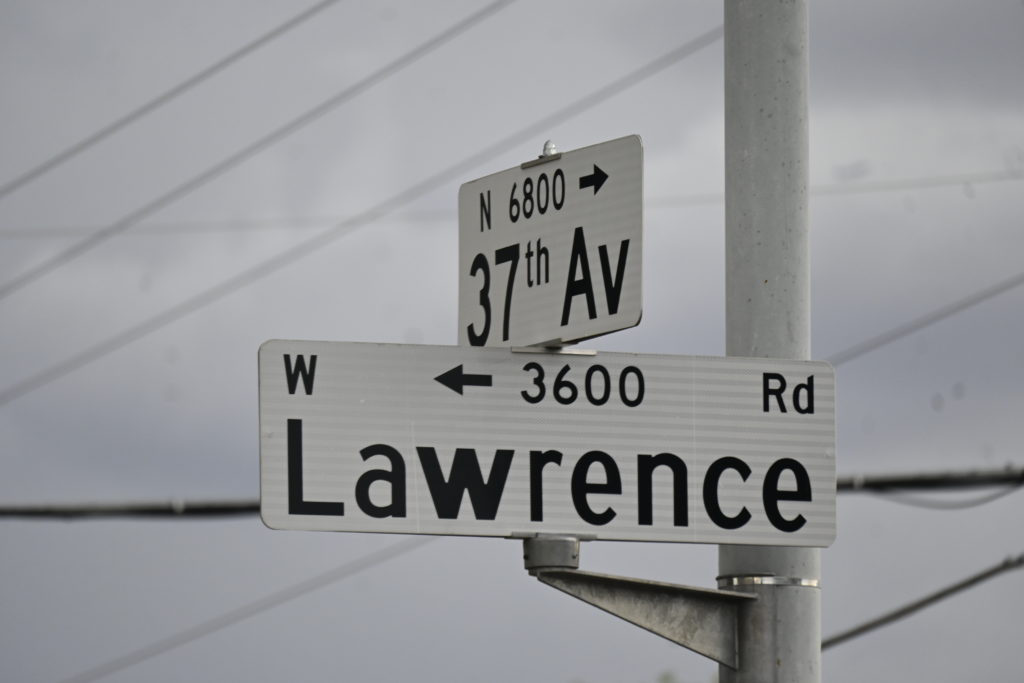 N 6800 →
37th Av
W ← 3600 Rd
Lawrence